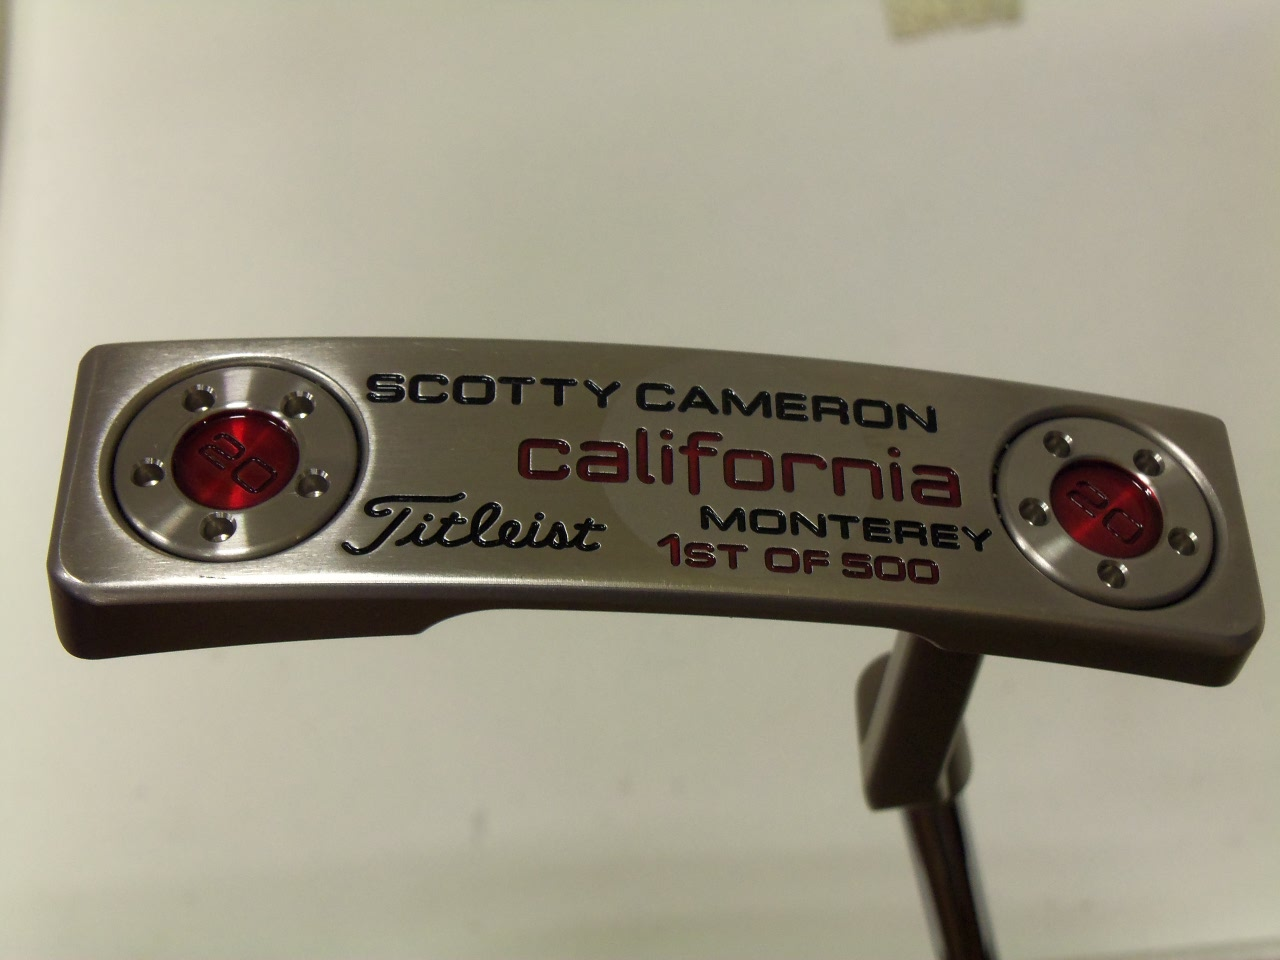 SCOTTY CAMERON
california
Titleist
MONTEREY
1ST OF 500
20
20